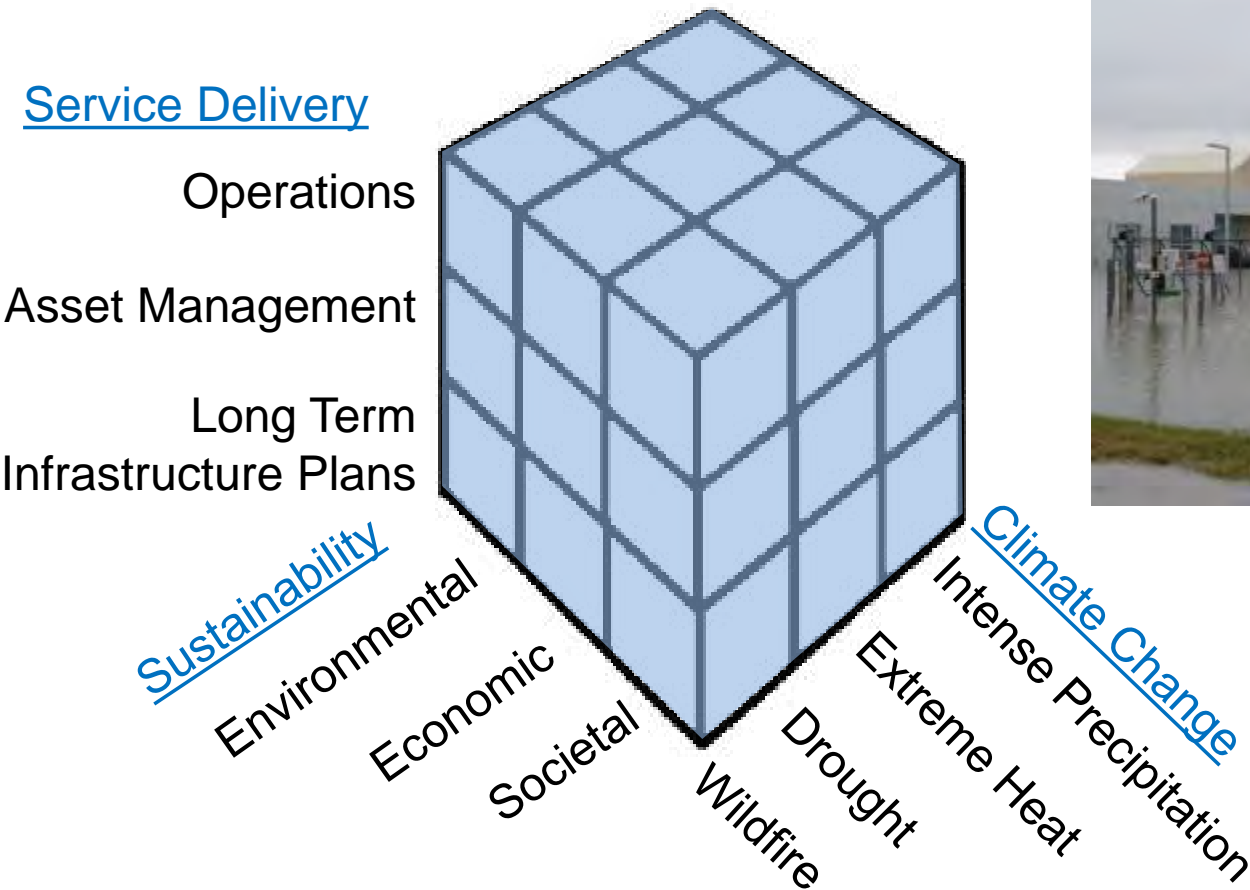 Service Delivery
Operations
Asset Management
Long Term
Infrastructure Plans
Sustainability
Environmental
Economic
Societal
Climate Change
Wildfire
Drought
Extreme Heat
Intense Precipitation